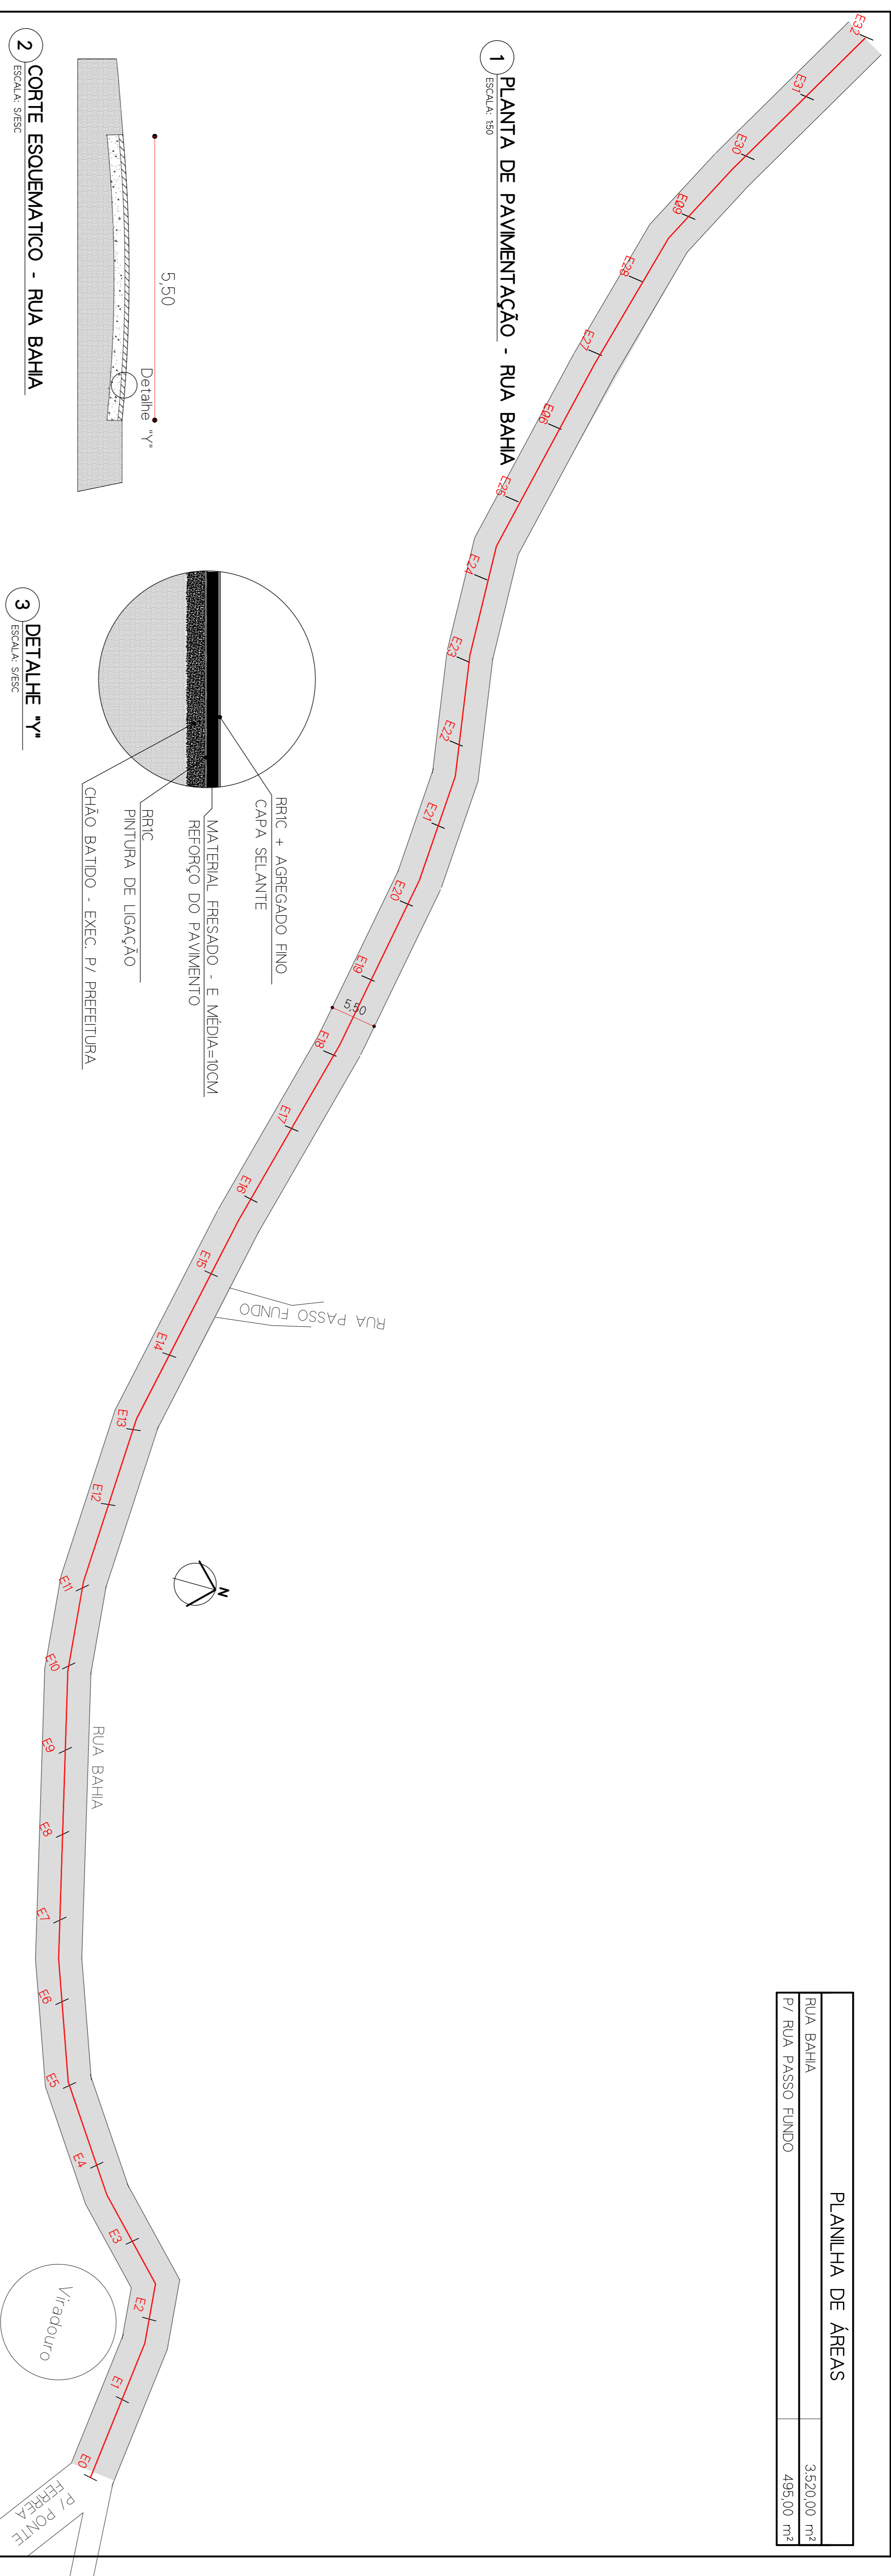 1
PLANTA DE PAVIMENTAÇÃO - RUA BAHIA
ESCALA: 1:50
E32
E31
E30
E29
E28
E27
E26
E25
E24
E23
E22
E21
E20
E19
5,50
E18
E17
E16
E15
E14
E13
E12
E11
E10
E9
E8
E7
E6
E5
E4
E3
E2
E1
E0
RUA PASSO FUNDO
RUA BAHIA
N
Viradouro
P/ PONTE
FÉRREA
PLANILHA DE ÁREAS
RUA BAHIA 3.520,00 m²
P/ RUA PASSO FUNDO 495,00 m²
5,50
Detalhe "Y"
2
CORTE ESQUEMATICO - RUA BAHIA
ESCALA: S/ESC
RR1C + AGREGADO FINO
CAPA SELANTE
MATERIAL FRESADO - E MÉDIA=10CM
REFORÇO DO PAVIMENTO
RR1C
PINTURA DE LIGAÇÃO
CHÃO BATIDO - EXEC. P/ PREFEITURA
3
DETALHE "Y"
ESCALA: S/ESC